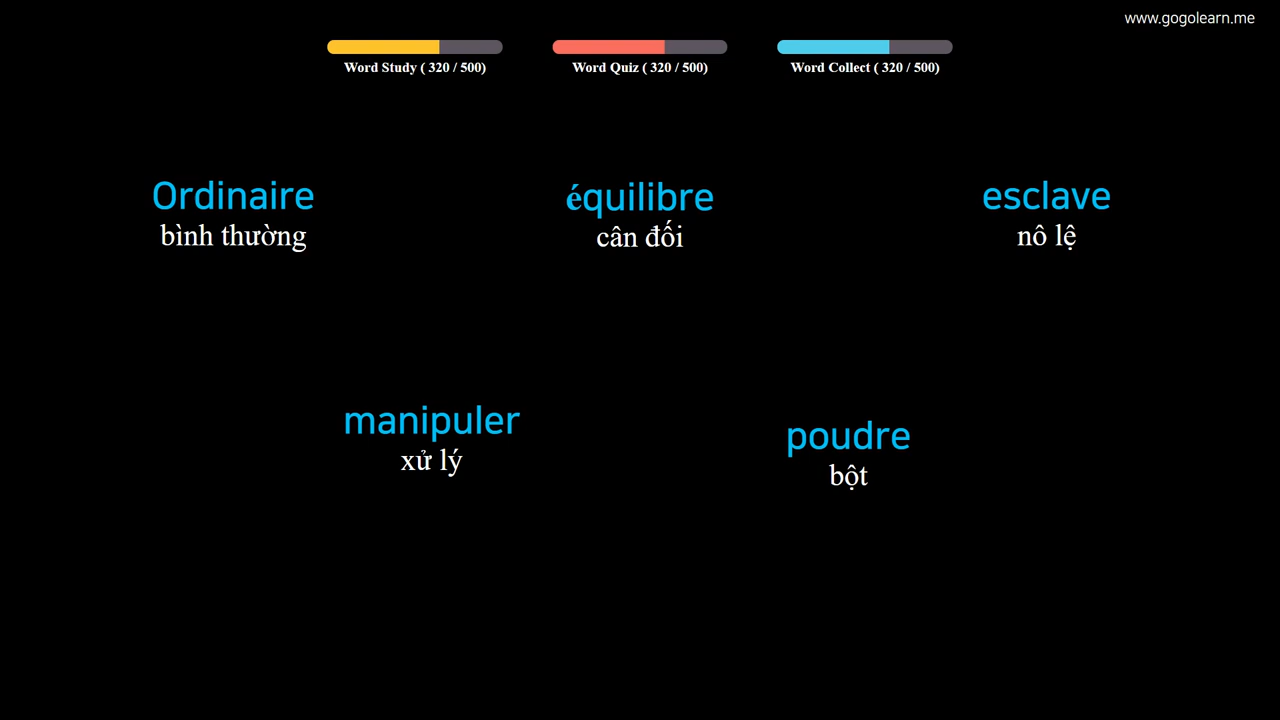 www.gogolearn.me
Word Study ( 320 / 500)
Word Quiz ( 320 / 500)
Word Collect ( 320 / 500)
Ordinaire
bình thường
équilibre
cân đối
esclave
nô lệ
manipuler
xử lý
poudre
bột